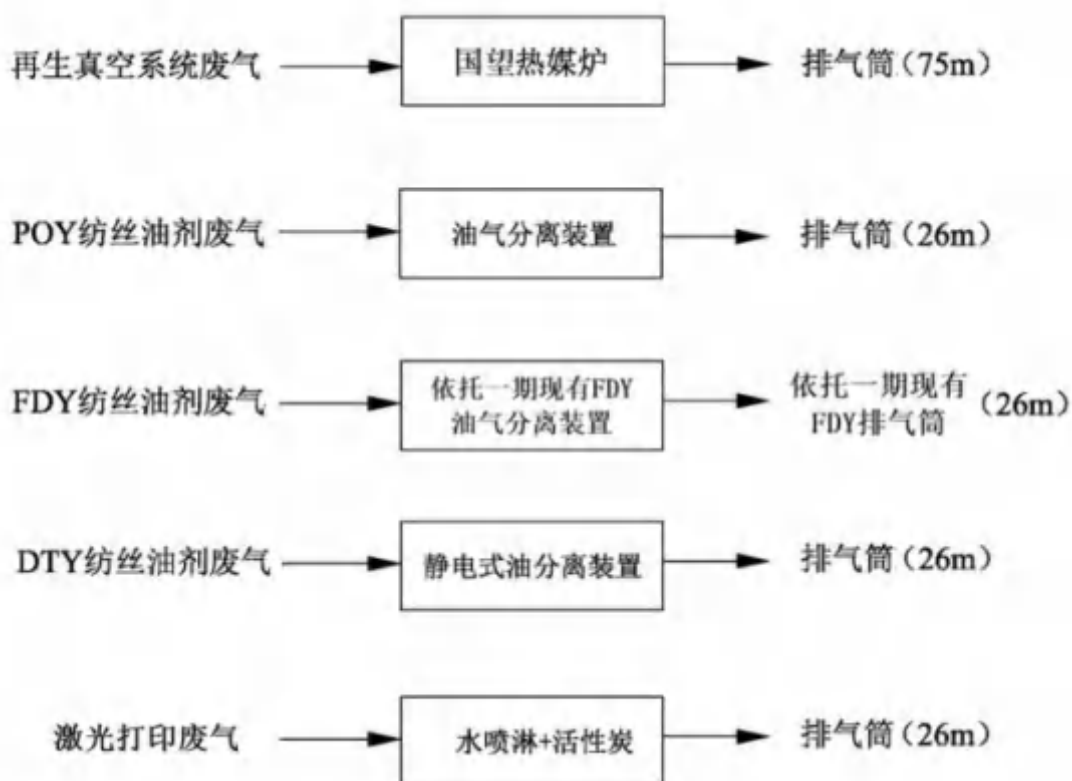 再生真空系统废气 国望热媒炉 排气筒(75m)
POY纺丝油剂废气 油气分离装置 排气筒(26m)
FDY纺丝油剂废气 依托一期现有FDY 依托一期现有 (26m)
油气分离装置 FDY排气筒
DTY纺丝油剂废气 静电式油分离装置 排气筒(26m)
激光打印废气 水喷淋+活性炭 排气筒(26m)